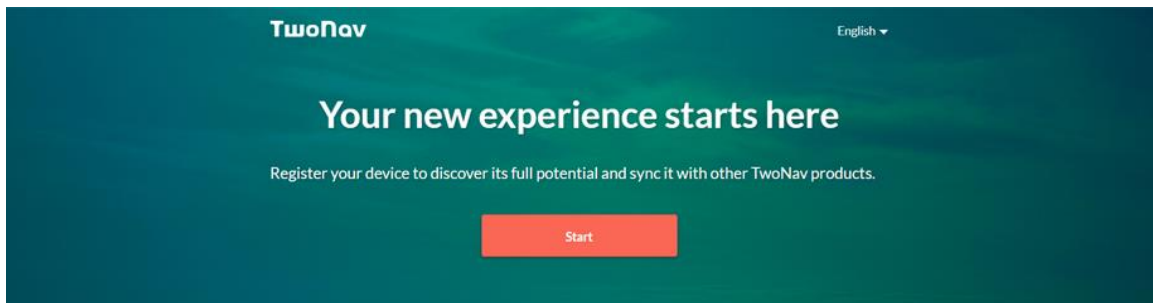 TwoNav
English
Your new experience starts here
Register your device to discover its full potential and sync it with other TwoNav products.
Start